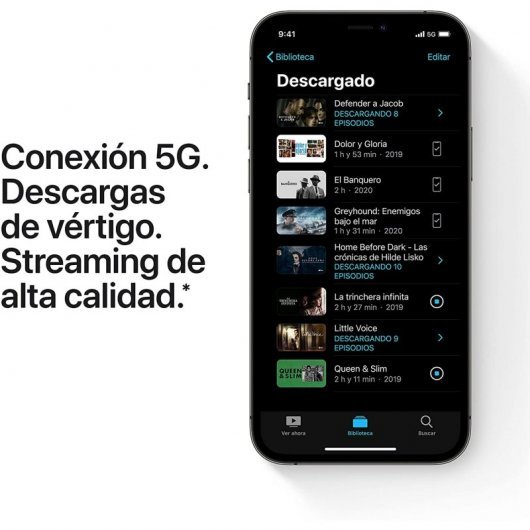 Conexión 5G.
Descargas
de vértigo.
Streaming de
alta calidad.*
9:41
5G
Biblioteca
Editar
Descargado
Defender a Jacob
DESCARGANDO 8
EPISODIOS
Dolor y Gloria
1 h y 53 min · 2019
BANQUERO
El Banquero
2 h · 2020
Greyhound: Enemigos
bajo el mar
1 h y 31 min · 2020
Home Before Dark - Las
crónicas de Hilde Lisko
DESCARGANDO 10
EPISODIOS
La trinchera infinita
2 h y 27 min · 2019
Little Voice
DESCARGANDO 9
EPISODIOS
QUEEN
& SLIM
Queen & Slim
2 h y 11 min · 2019
Ver ahora
Biblioteca
Buscar